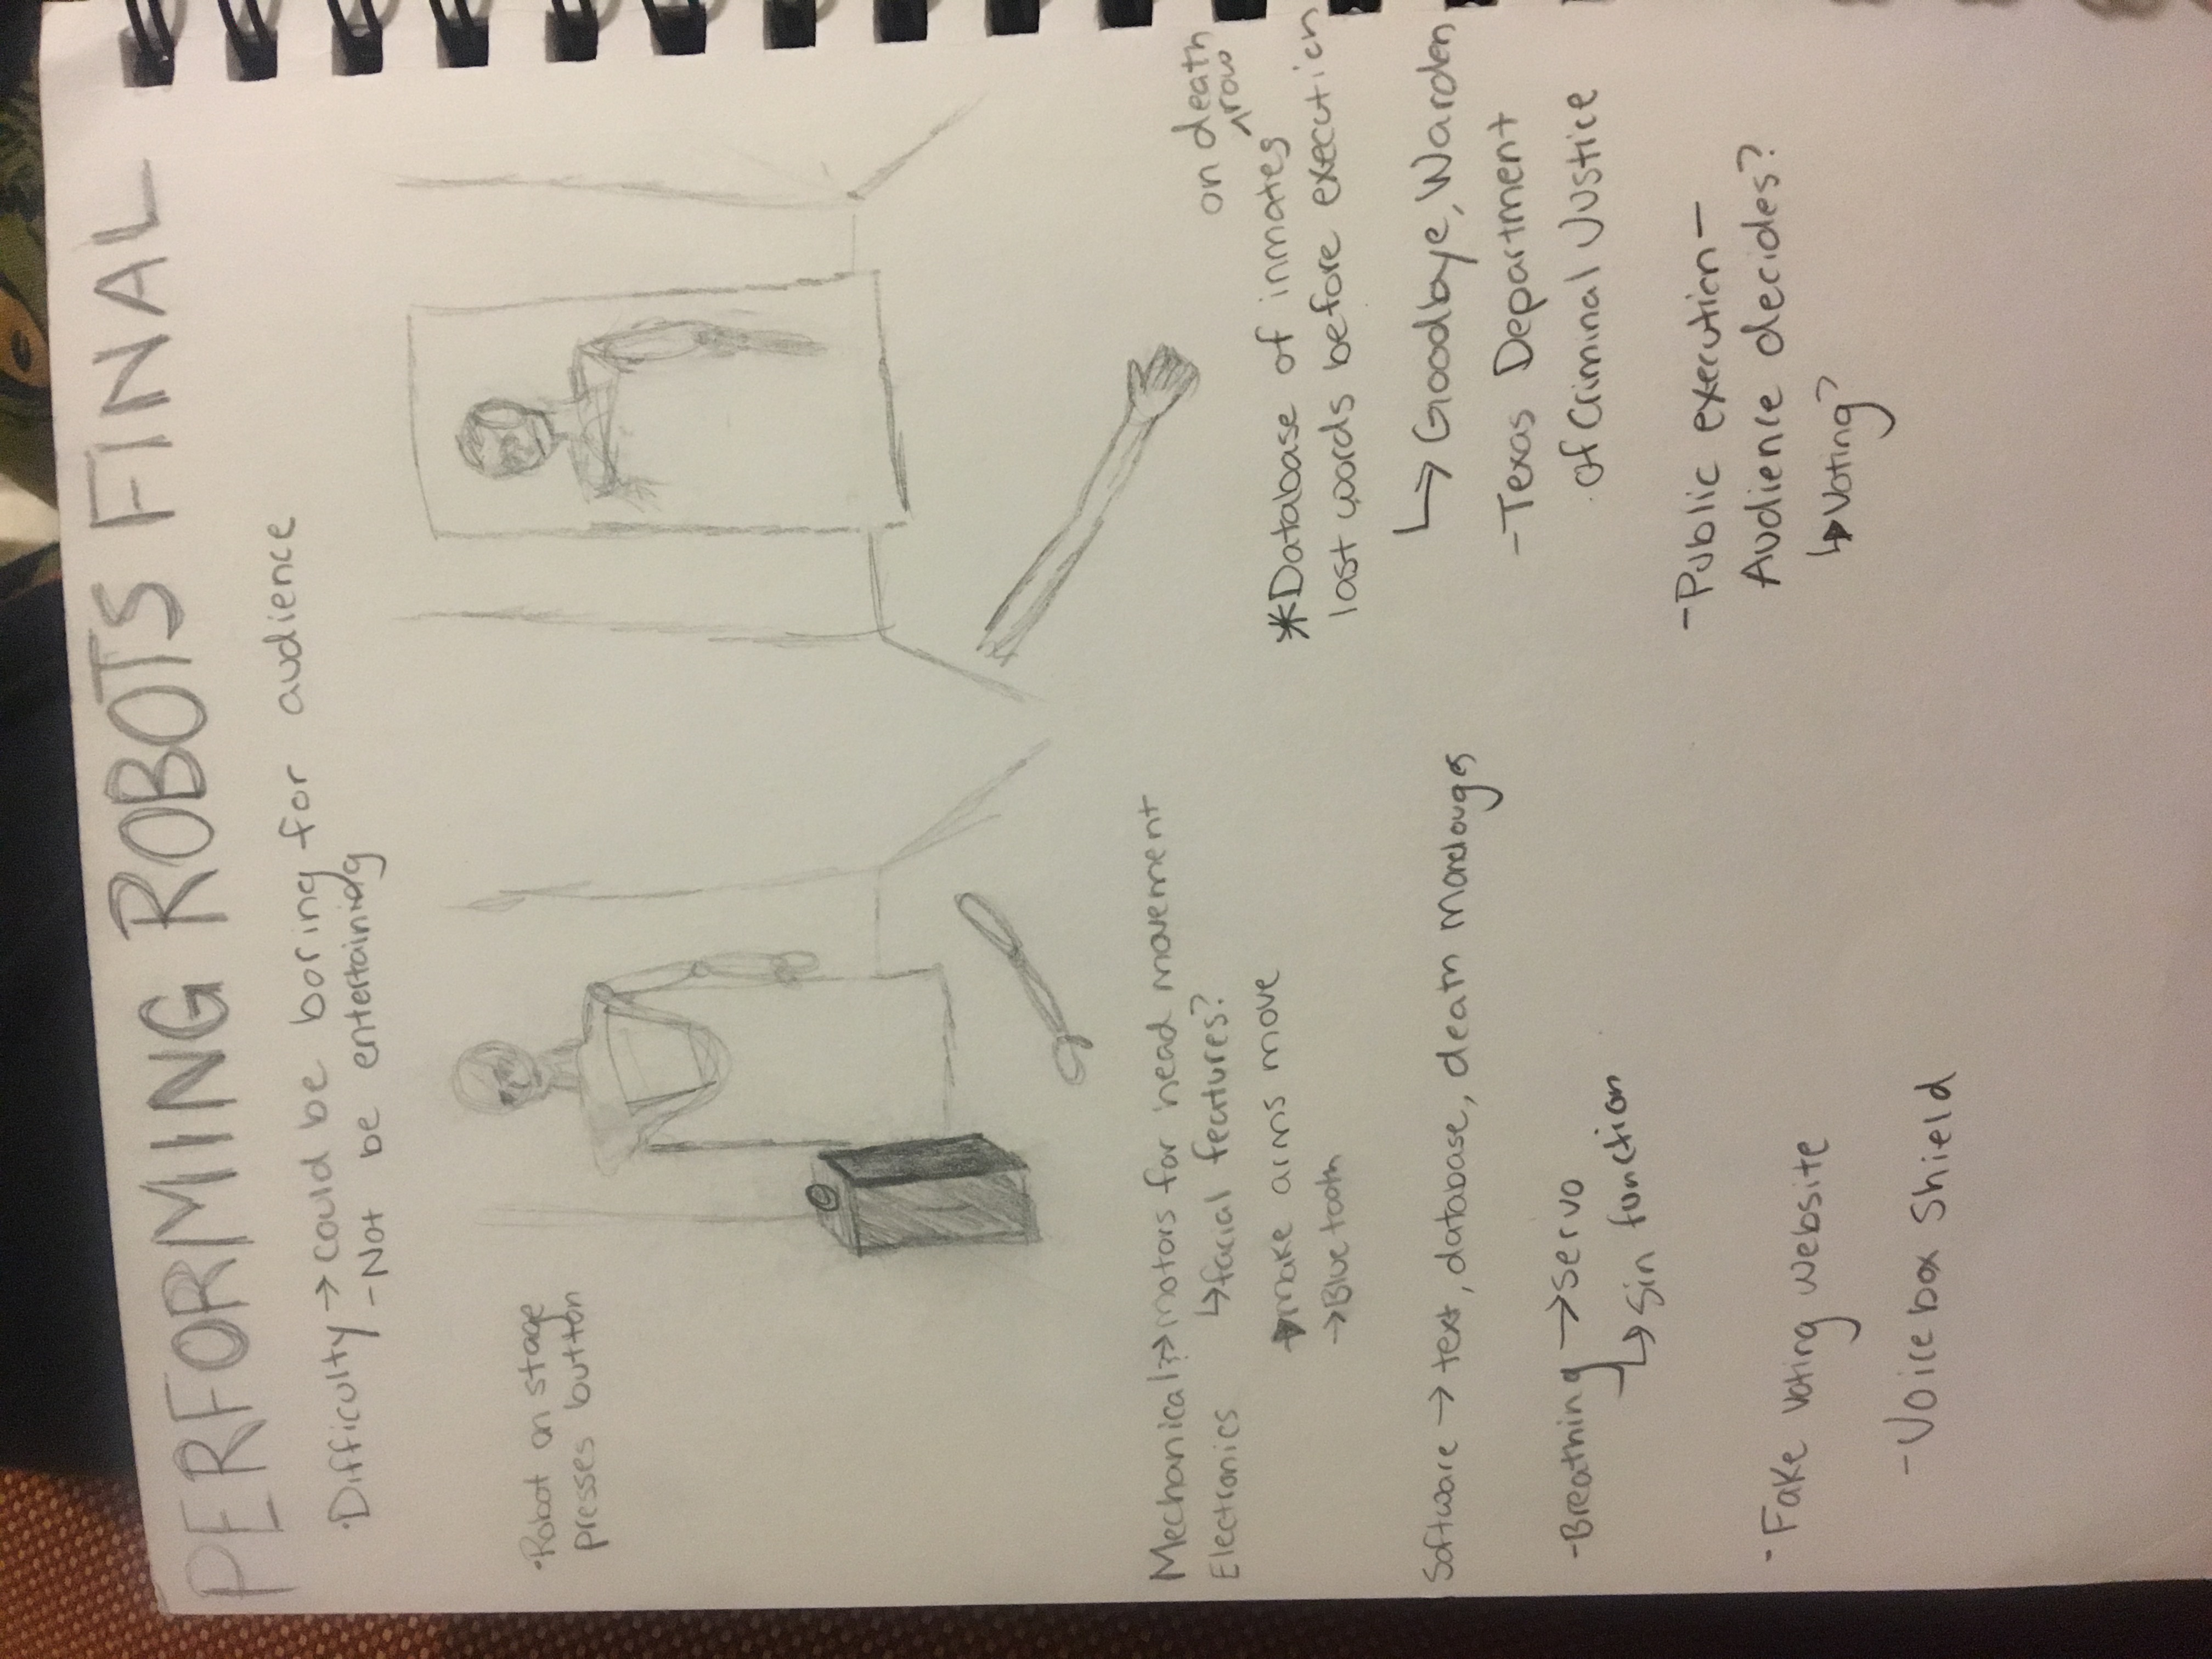 PERFORMING ROBOTS FINAL
·Difficulty → could be boring for audience
-Not be entertaining
·Robot on stage
presses button
Mechanical?→ motors for head movement
Electronics ↳facial features?
→make arms move
→Bluetooth
Software → text, database, death monologues
-Breathing → servo
↳ Sin function
·Fake voting website
-Voice box Shield
on death
^row
*Database of inmates
last words before execution
↳ Gooodbye, Warden
-Texas Department
of Criminal Justice
-Public execution-
Audience decides?
↳Voting?